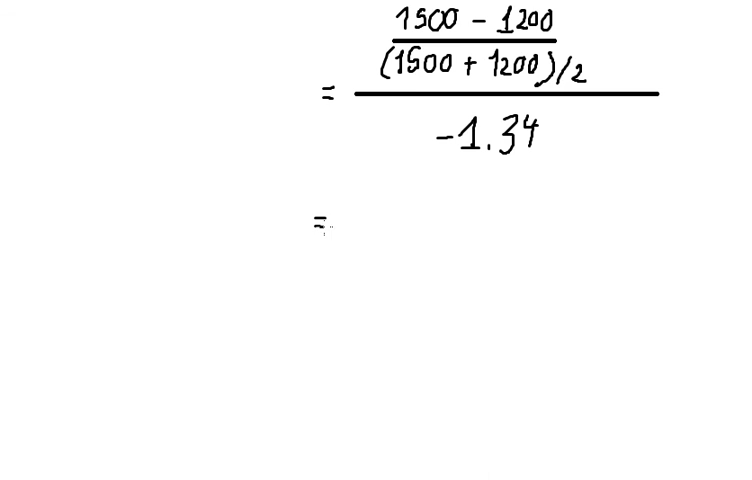 1500 - 1200
(1500 + 1200)/2
=
-1.34
=